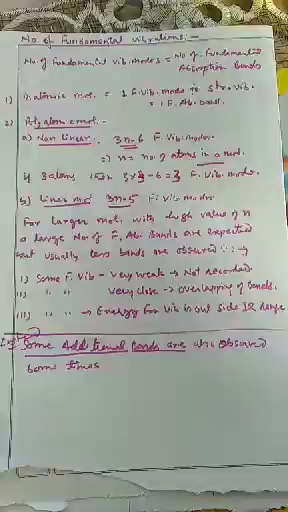 No. of Fundamental Vibrations:-
No. of Fundamental vib. modes = No. of Fundamental
Absorption Bands
1) Diatomic mol. = 1 F. vib. mode is str. vib.
= 1 F. Ab. band.
2) Polyatomic mol. -
a) Non linear. 3n-6 F. Vib. modes.
=> n = no of atoms in a mol.
if 3 atoms 3x3-6=3 F. Vib. modes.
b) linear mol 3n-5 F. Vib. modes
For larger mol. with high value of n
a large No. of F. Ab. Bands are expected
but usually less bands are observed ∵ →
i) Some F. Vib - very weak → Not recorded
ii) " " very close → overlapping of bands.
iii) " " → Energy for vib is out side IR range
Some Additional bands are also observed
some times